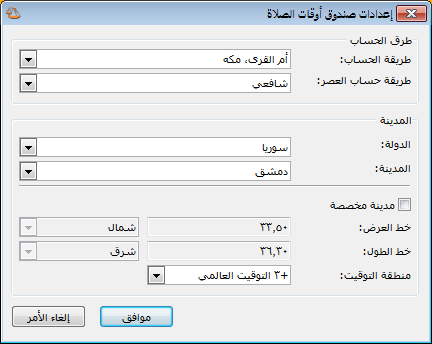 إعدادات صندوق أوقات الصلاة
طرق الحساب
طريقة الحساب: أم القرى، مكه
طريقة حساب العصر: شافعي
المدينة
الدولة: سوريا
المدينة: دمشق
مدينة مخصصة
خط العرض: ٣٣,٥٠ شمال
خط الطول: ٣٦,٣٠ شرق
منطقة التوقيت: +٣ التوقيت العالمي
موافق إلغاء الأمر